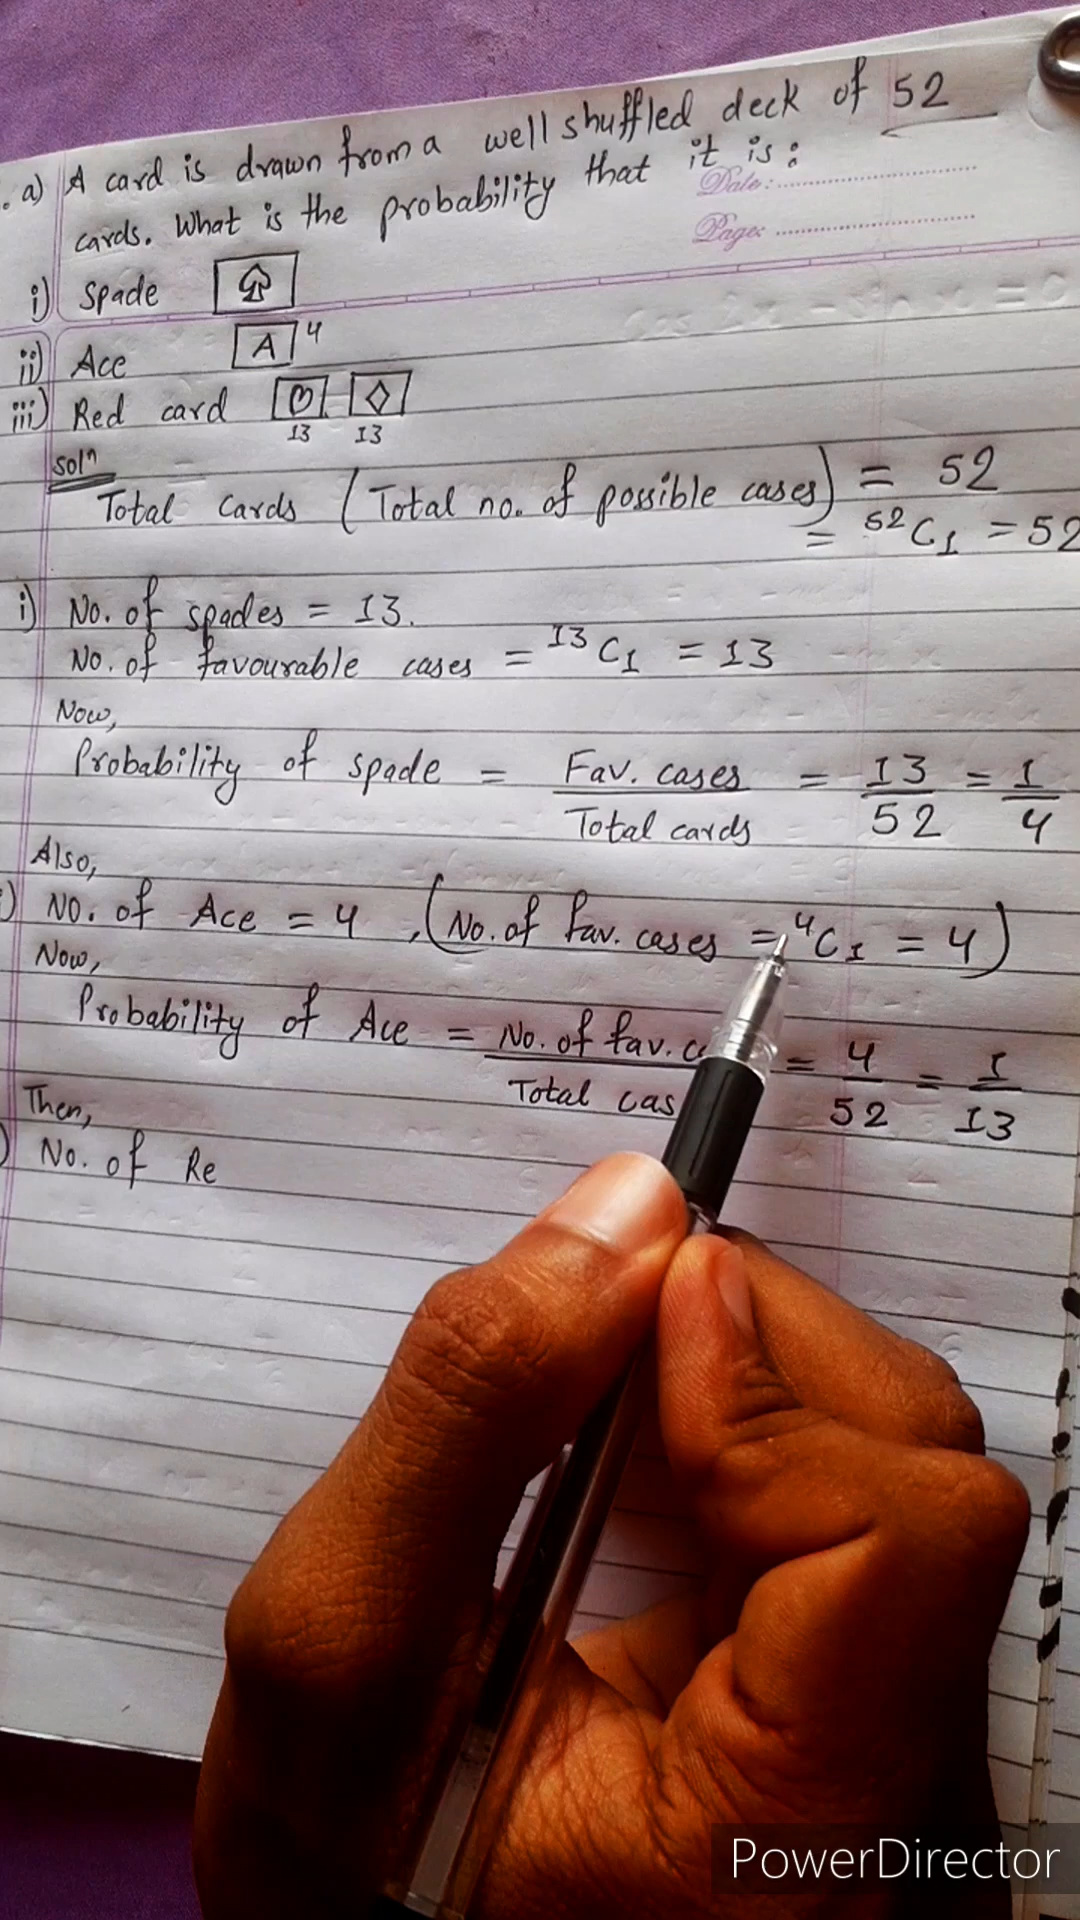 a) A card is drawn from a well shuffled deck of 52
cards. What is the probability that it is:
Date:
Page:
i) Spade
ii) Ace A 4
iii) Red card
13 13
Solⁿ
Total Cards (Total no. of possible cases) = 52
= ⁵²C₁ = 52
i) No. of spades = 13.
No. of favourable cases = ¹³C₁ = 13
Now,
Probability of spade = Fav. cases / Total cards = 13/52 = 1/4
Also,
) No. of Ace = 4, (No. of fav. cases = ⁴C₁ = 4)
Now,
Probability of Ace = No. of fav. / Total = 4/52 = 1/13
Then,
) No. of Re
PowerDirector